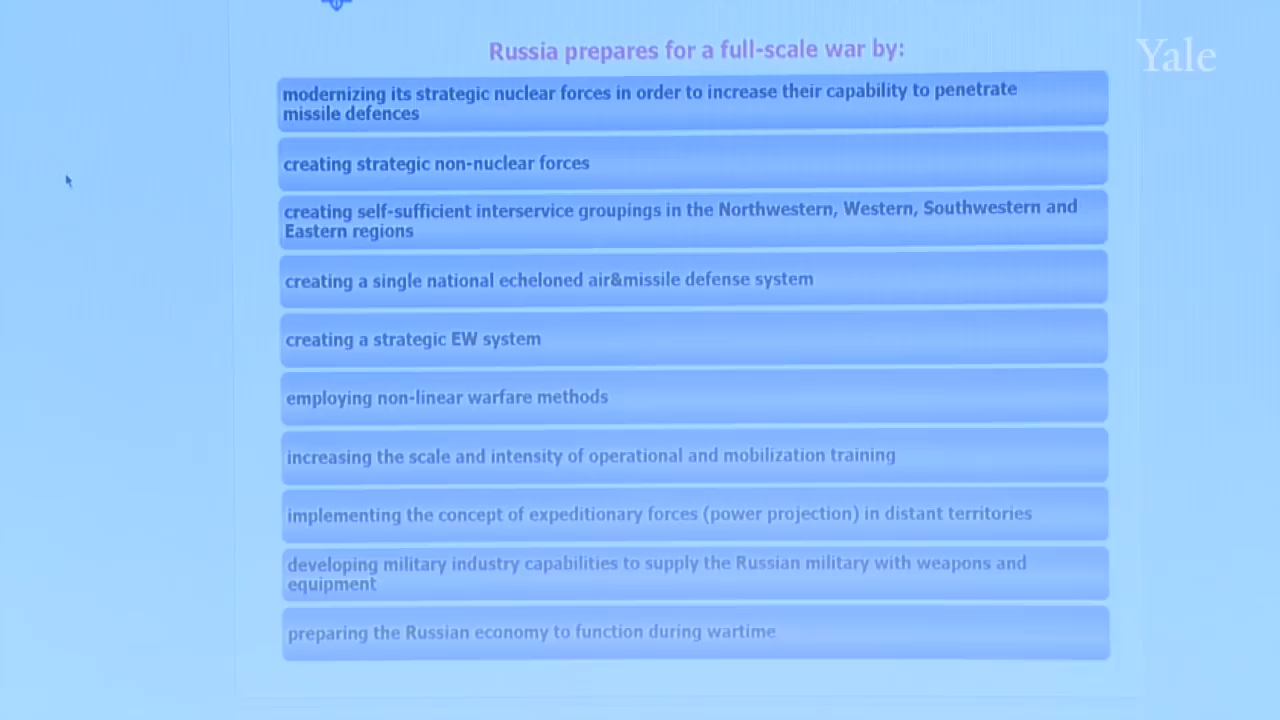 Russia prepares for a full-scale war by:
Yale
modernizing its strategic nuclear forces in order to increase their capability to penetrate
missile defences
creating strategic non-nuclear forces
creating self-sufficient interservice groupings in the Northwestern, Western, Southwestern and
Eastern regions
creating a single national echeloned air&missile defense system
creating a strategic EW system
employing non-linear warfare methods
increasing the scale and intensity of operational and mobilization training
implementing the concept of expeditionary forces (power projection) in distant territories
developing military industry capabilities to supply the Russian military with weapons and
equipment
preparing the Russian economy to function during wartime